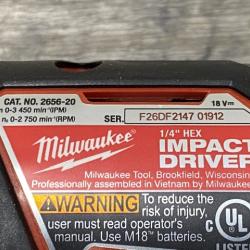 CAT. NO. 2656-20
n 0-3 450 min⁻¹ (IPM)
n₀ 0-2 750 min⁻¹ (RPM)
18 V
SER. F26DF2147 01912
Milwaukee
1/4" HEX
IMPACT
DRIVER
Milwaukee Tool, Brookfield, Wisconsin
Professionally assembled in Vietnam by Milwaukee
WARNING To reduce the
risk of injury,
user must read operator's
manual. Use M18™ batteries.
C UL